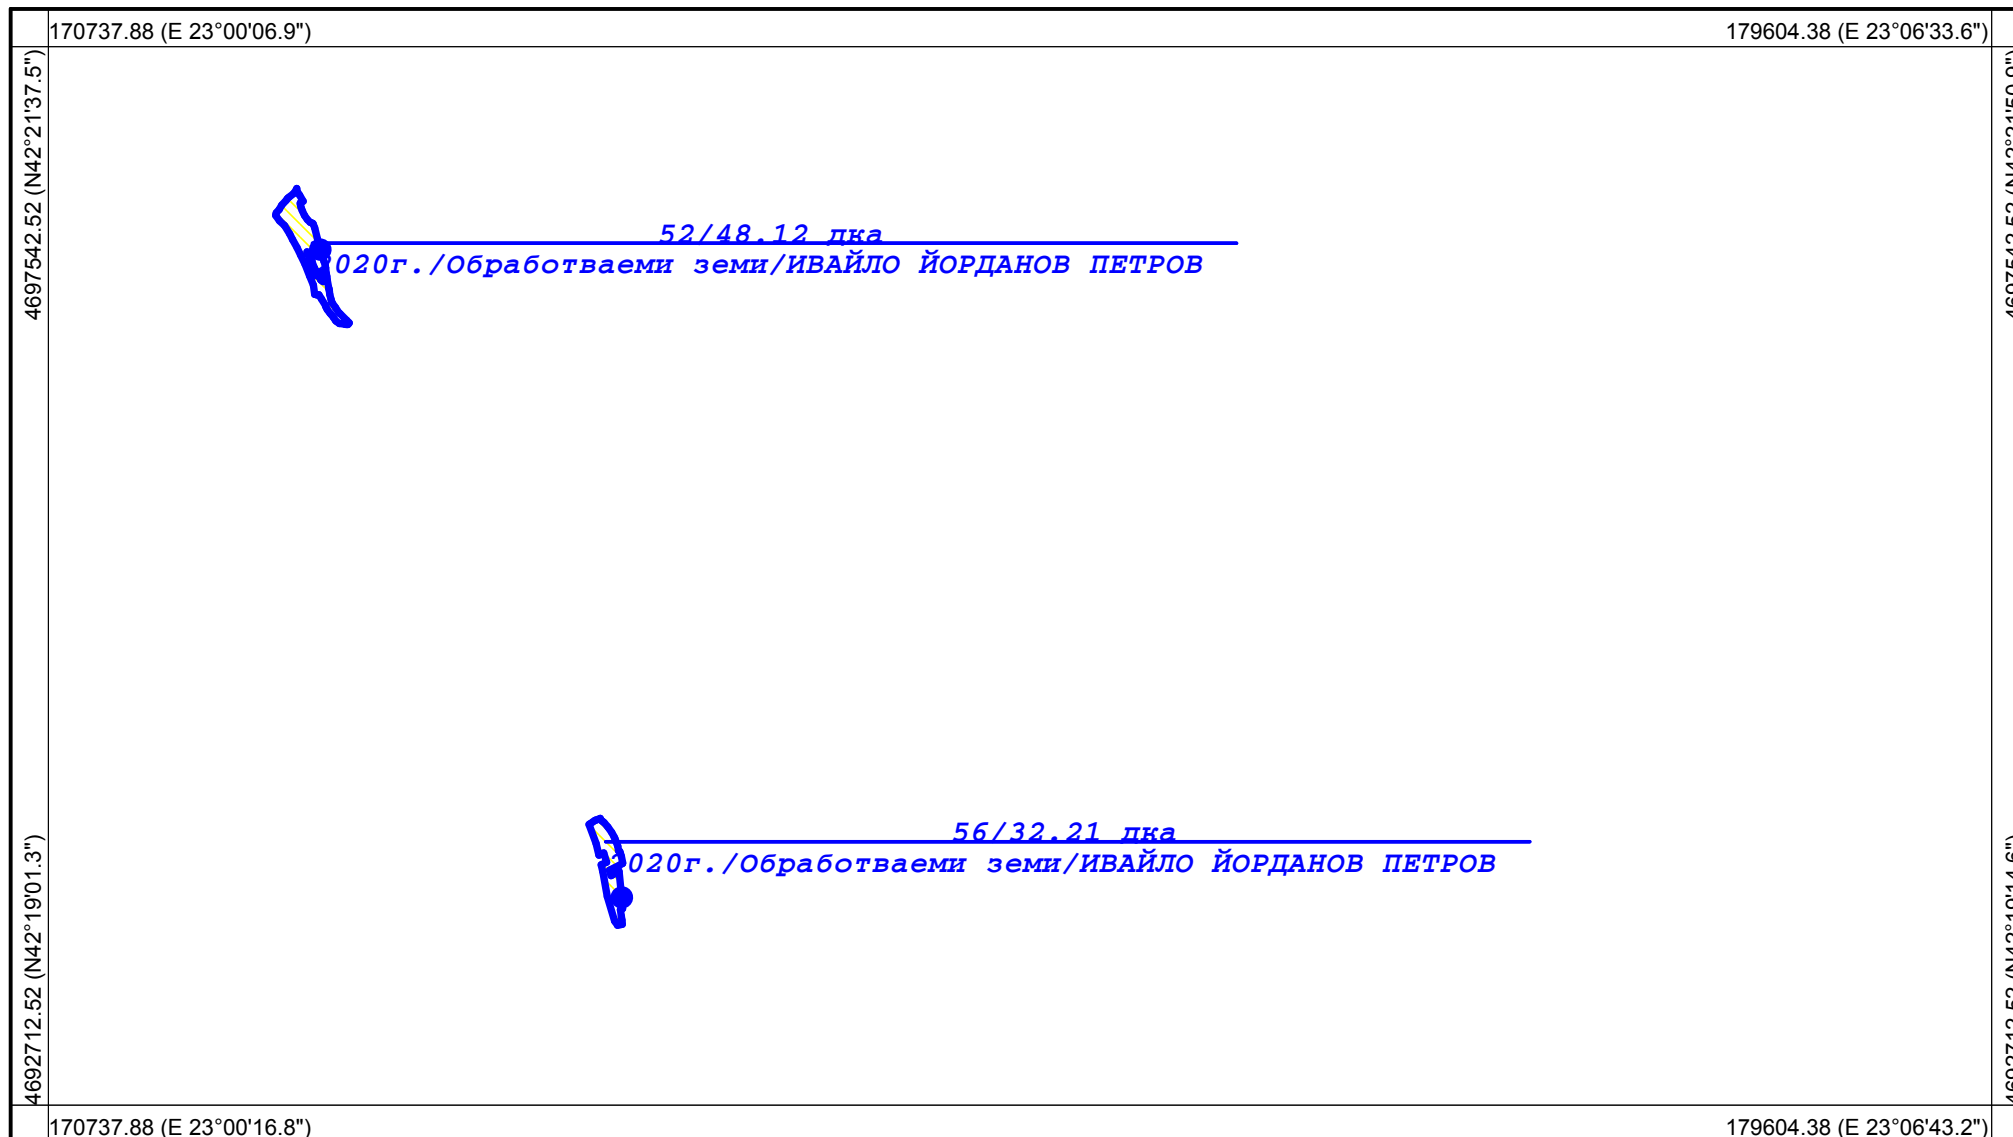 170737.88 (E 23°00'06.9")
179604.38 (E 23°06'33.6")
4697542.52 (N42°21'37.5")
52/48.12 дка
020г./Обработваеми земи/ИВАЙЛО ЙОРДАНОВ ПЕТРОВ
56/32.21 дка
2020г./Обработваеми земи/ИВАЙЛО ЙОРДАНОВ ПЕТРОВ
4692712.52 (N42°19'01.3")
170737.88 (E 23°00'16.8")
179604.38 (E 23°06'43.2")